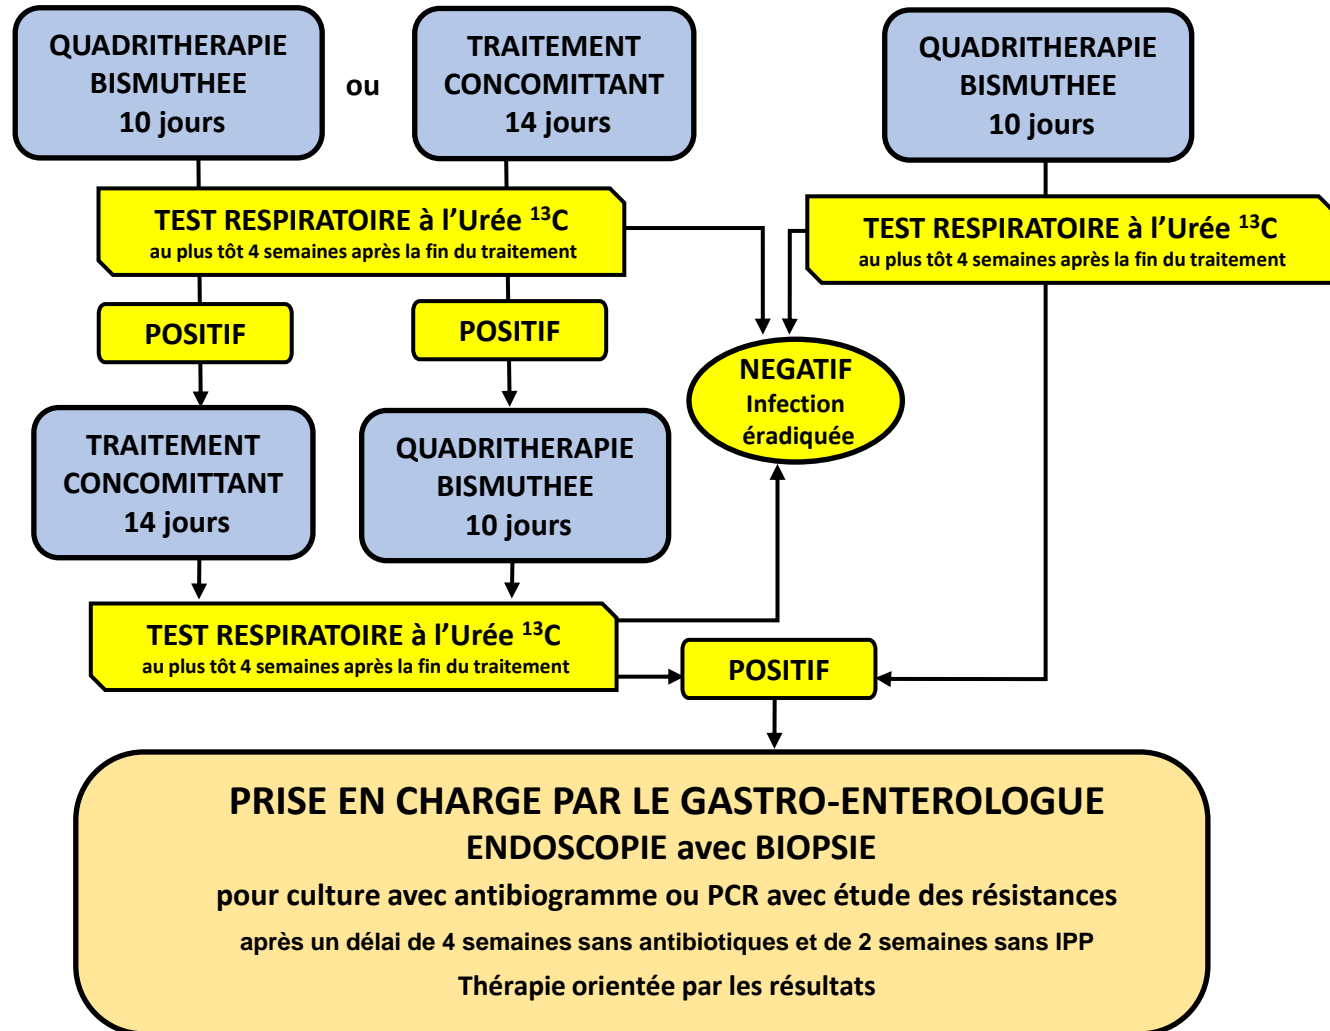 QUADRITHERAPIE
BISMUTHEE
10 jours
ou
TRAITEMENT
CONCOMITTANT
14 jours
QUADRITHERAPIE
BISMUTHEE
10 jours
TEST RESPIRATOIRE à l’Urée ¹³C
au plus tôt 4 semaines après la fin du traitement
TEST RESPIRATOIRE à l’Urée ¹³C
au plus tôt 4 semaines après la fin du traitement
POSITIF
POSITIF
NEGATIF
Infection
éradiquée
TRAITEMENT
CONCOMITTANT
14 jours
QUADRITHERAPIE
BISMUTHEE
10 jours
TEST RESPIRATOIRE à l’Urée ¹³C
au plus tôt 4 semaines après la fin du traitement
POSITIF
PRISE EN CHARGE PAR LE GASTRO-ENTEROLOGUE
ENDOSCOPIE avec BIOPSIE
pour culture avec antibiogramme ou PCR avec étude des résistances
après un délai de 4 semaines sans antibiotiques et de 2 semaines sans IPP
Thérapie orientée par les résultats